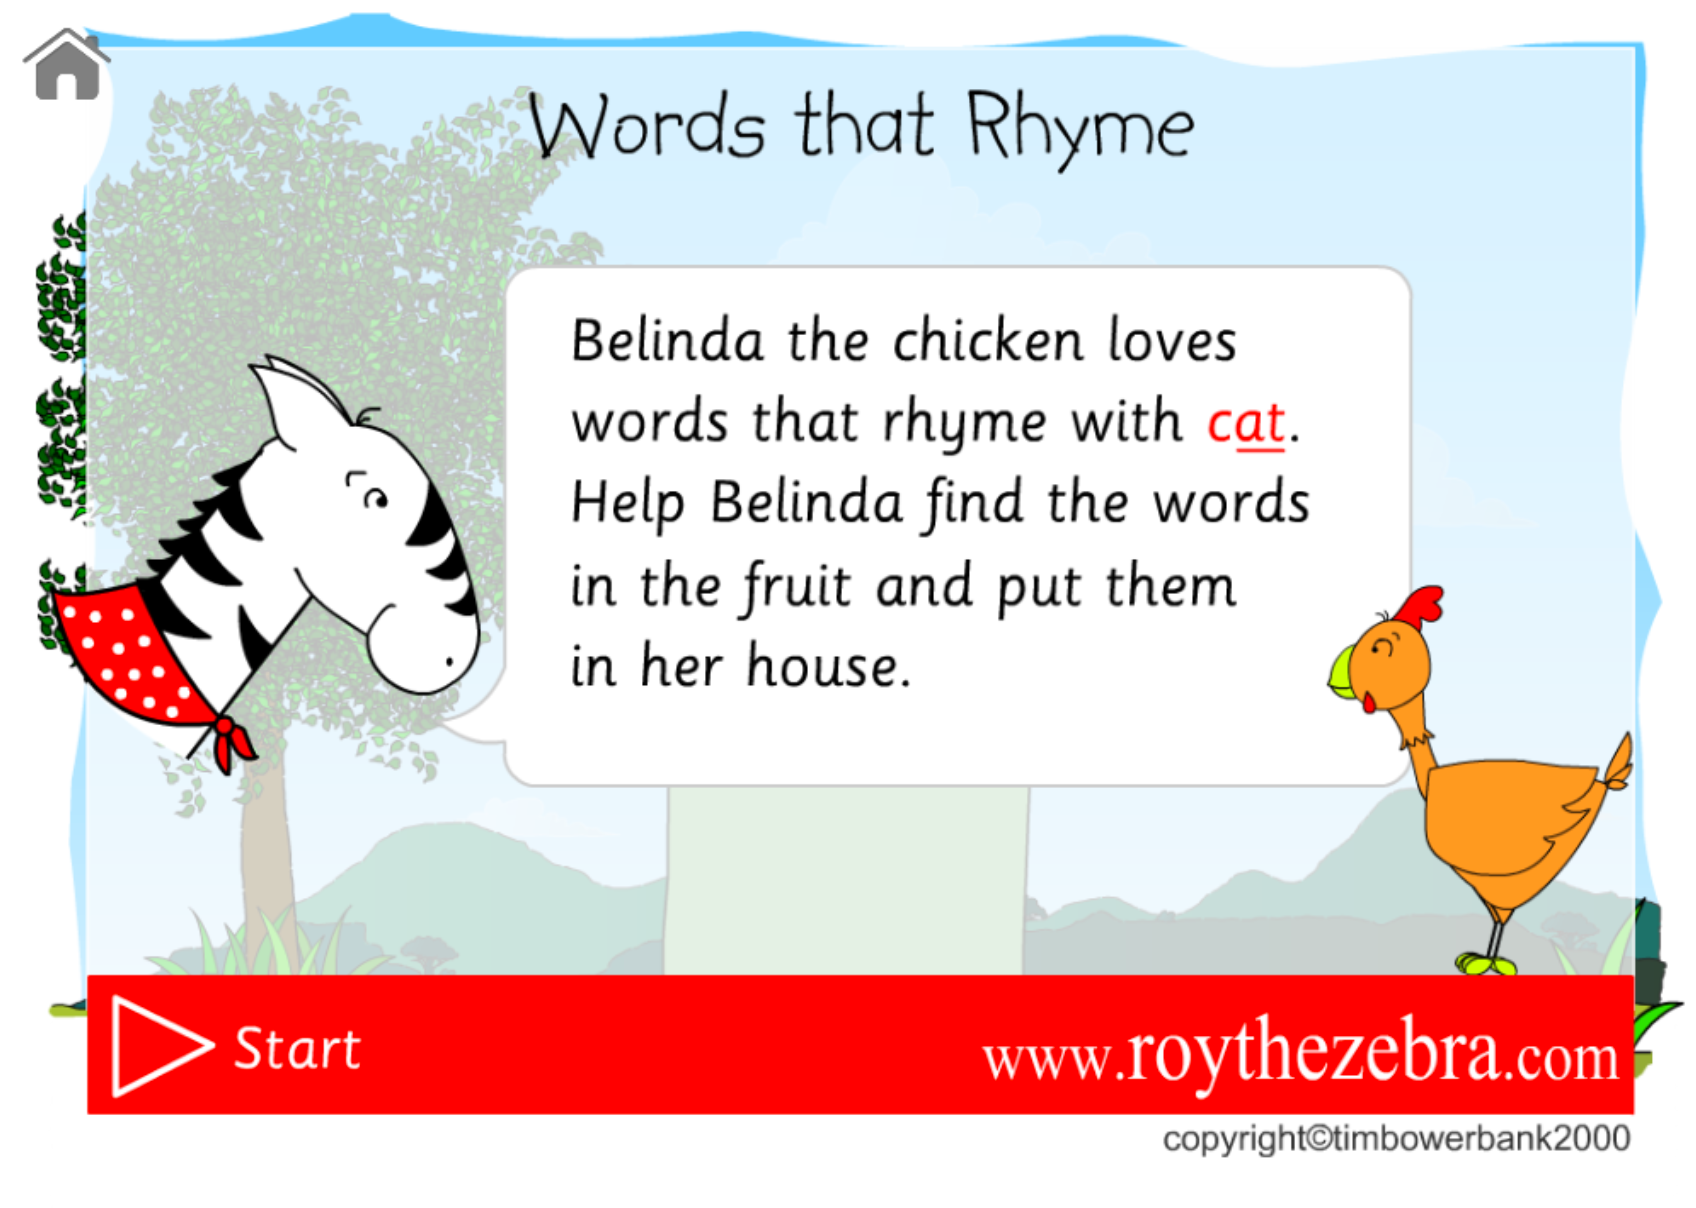 Words that Rhyme
Belinda the chicken loves
words that rhyme with cat.
Help Belinda find the words
in the fruit and put them
in her house.
Start
www.roythezebra.com
copyright©timbowerbank2000